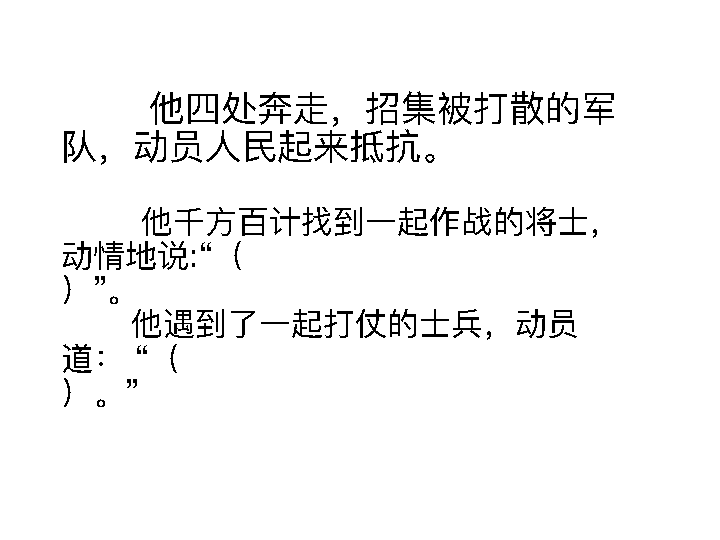 他四处奔走，招集被打散的军
队，动员人民起来抵抗。
他千方百计找到一起作战的将士，
动情地说:“（
）”。
他遇到了一起打仗的士兵，动员
道：“（
）。”